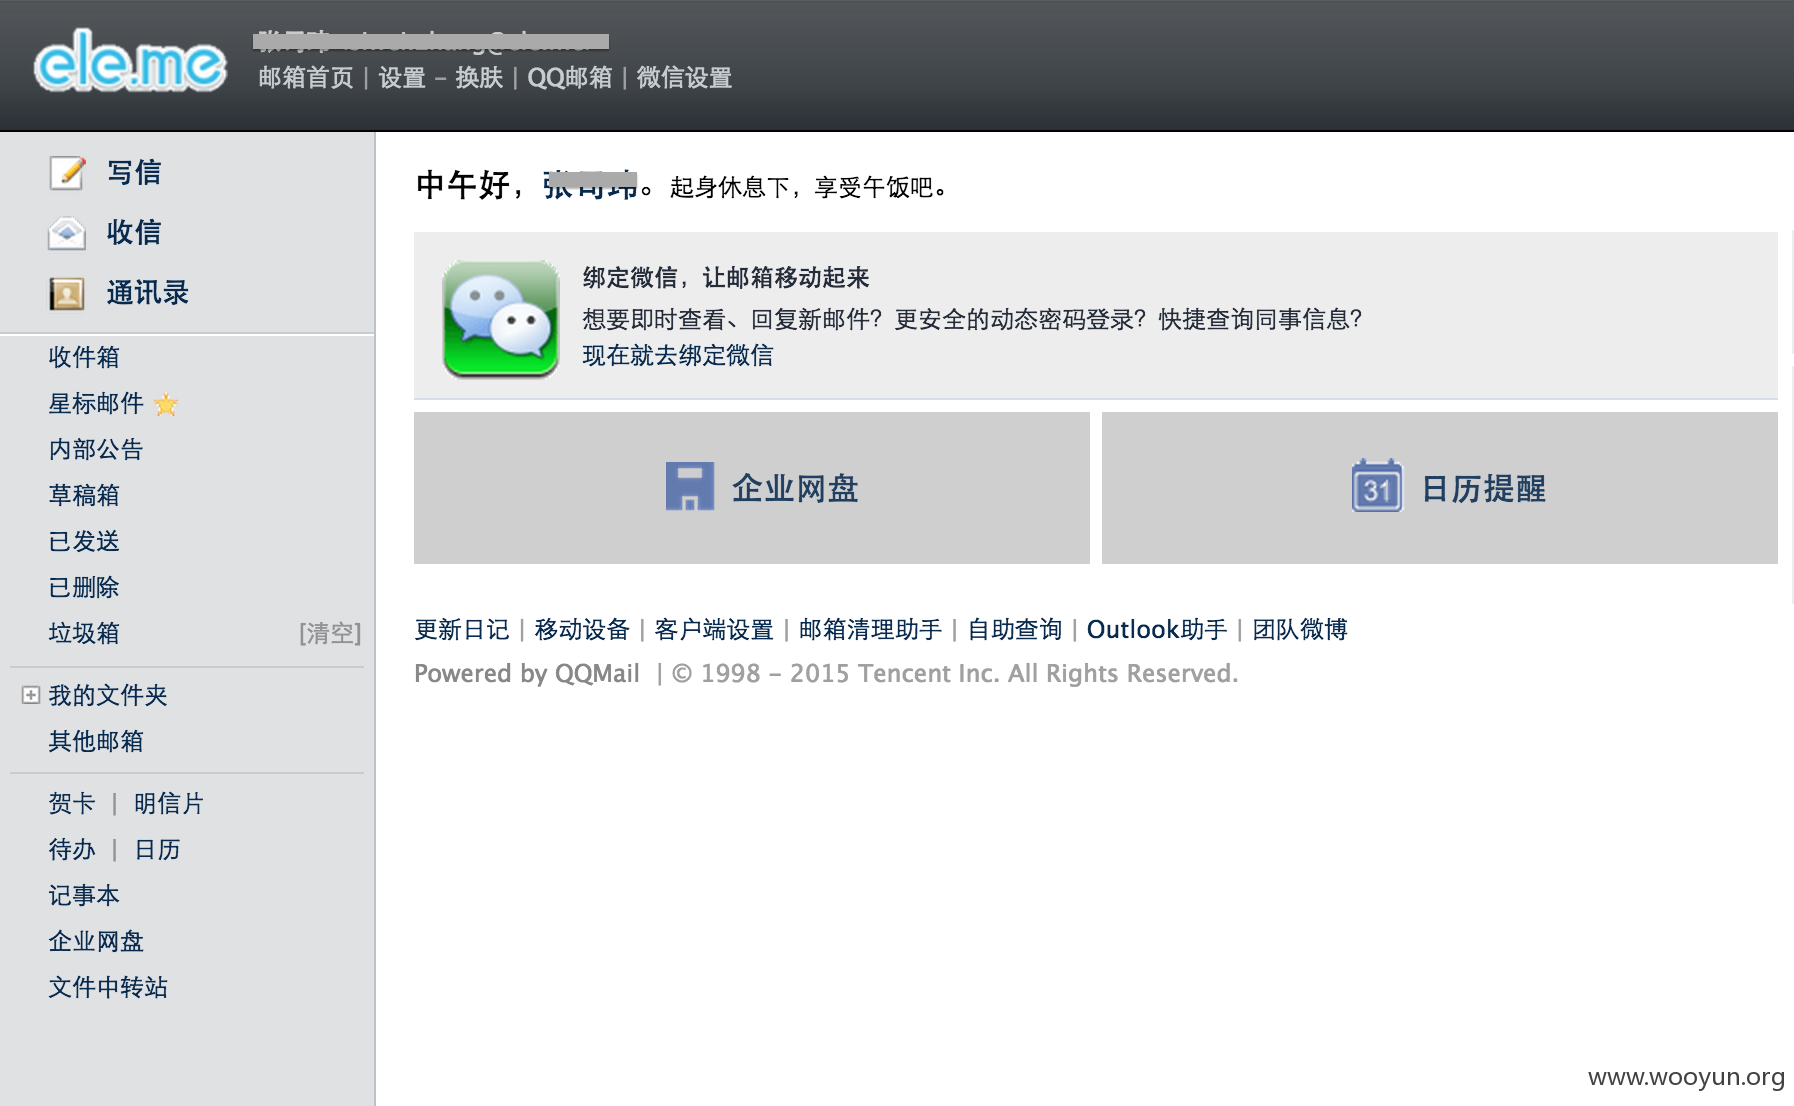 ele.me
邮箱首页 | 设置 - 换肤 | QQ邮箱 | 微信设置
写信
收信
通讯录
收件箱
星标邮件
内部公告
草稿箱
已发送
已删除
垃圾箱 [清空]
我的文件夹
其他邮箱
贺卡 | 明信片
待办 | 日历
记事本
企业网盘
文件中转站
中午好，
。起身休息下，享受午饭吧。
绑定微信，让邮箱移动起来
想要即时查看、回复新邮件？更安全的动态密码登录？快捷查询同事信息？
现在就去绑定微信
企业网盘
31 日历提醒
更新日记 | 移动设备 | 客户端设置 | 邮箱清理助手 | 自助查询 | Outlook助手 | 团队微博
Powered by QQMail | © 1998 - 2015 Tencent Inc. All Rights Reserved.
www.wooyun.org